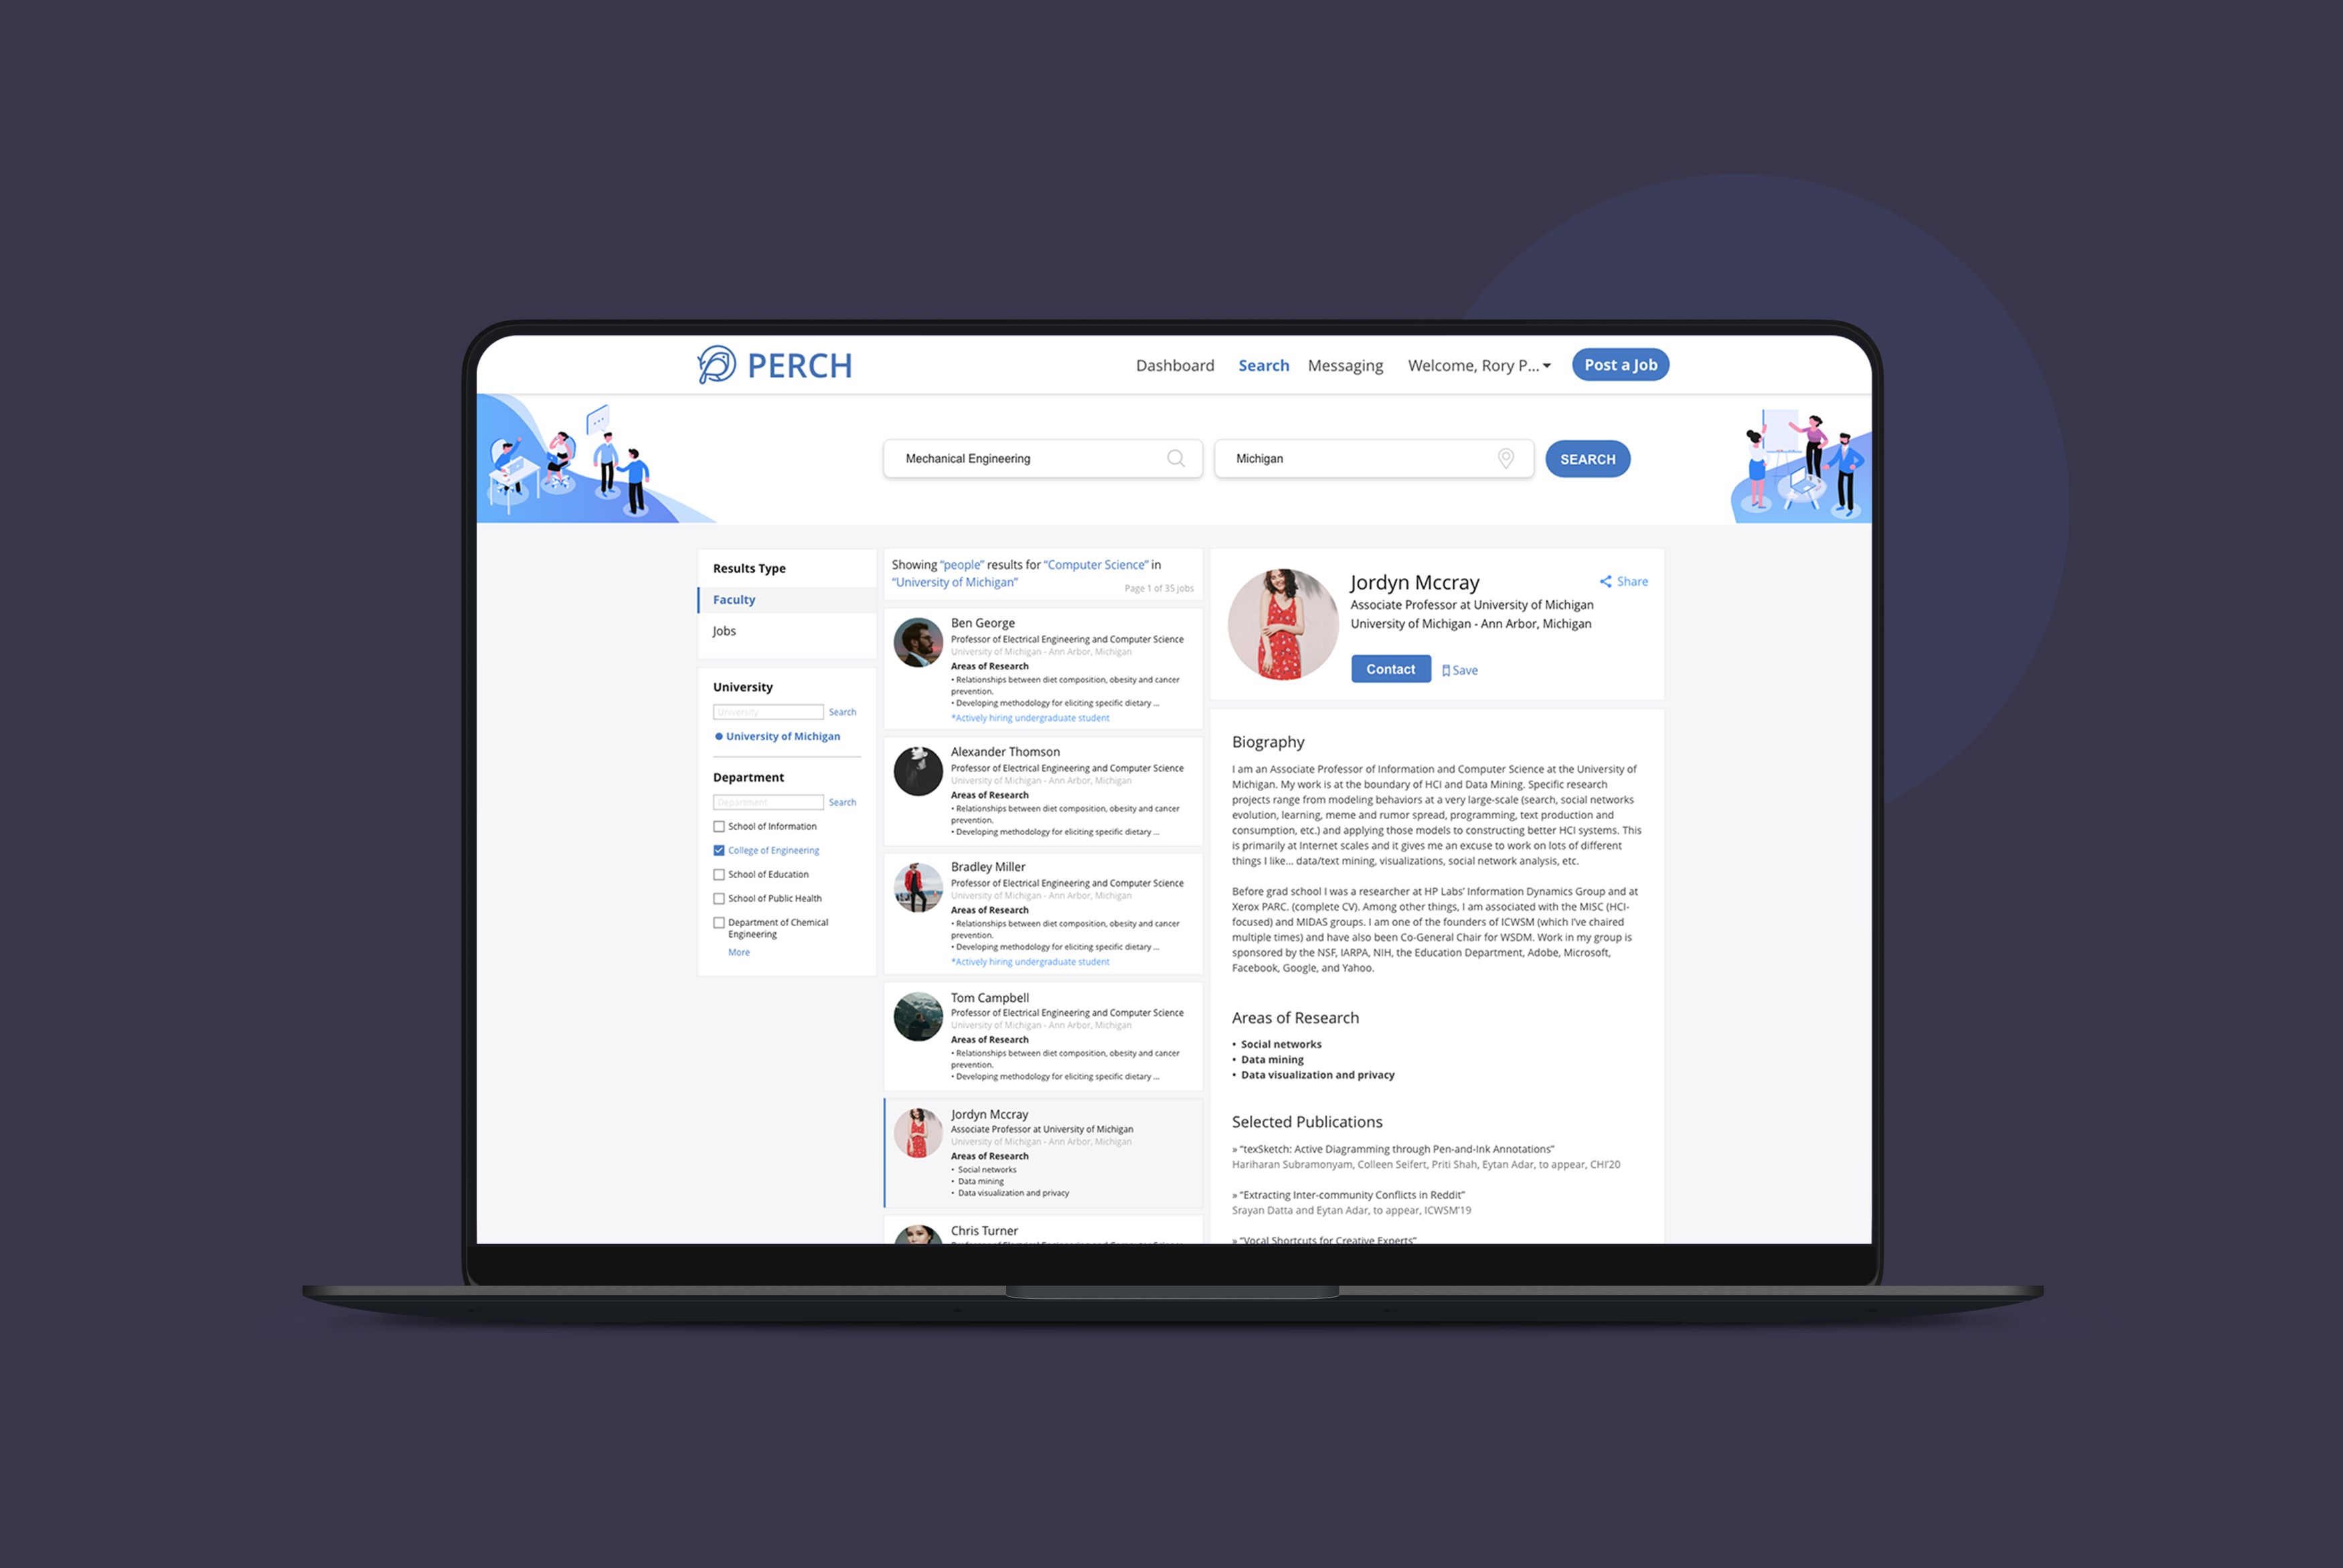 PERCH
Dashboard
Search
Messaging
Welcome, Rory P...
Post a Job
Mechanical Engineering
Michigan
SEARCH
Results Type
Faculty
Jobs
University
University
Search
University of Michigan
Department
Department
Search
School of Information
College of Engineering
School of Education
School of Public Health
Department of Chemical
Engineering
More
Showing “people” results for “Computer Science” in
“University of Michigan”
Page 1 of 35 jobs
Ben George
Professor of Electrical Engineering and Computer Science
University of Michigan - Ann Arbor, Michigan
Areas of Research
• Relationships between diet composition, obesity and cancer
prevention.
• Developing methodology for eliciting specific dietary ...
*Actively hiring undergraduate student
Alexander Thomson
Professor of Electrical Engineering and Computer Science
University of Michigan - Ann Arbor, Michigan
Areas of Research
• Relationships between diet composition, obesity and cancer
prevention.
• Developing methodology for eliciting specific dietary ...
Bradley Miller
Professor of Electrical Engineering and Computer Science
University of Michigan - Ann Arbor, Michigan
Areas of Research
• Relationships between diet composition, obesity and cancer
prevention.
• Developing methodology for eliciting specific dietary ...
*Actively hiring undergraduate student
Tom Campbell
Professor of Electrical Engineering and Computer Science
University of Michigan - Ann Arbor, Michigan
Areas of Research
• Relationships between diet composition, obesity and cancer
prevention.
• Developing methodology for eliciting specific dietary ...
Jordyn Mccray
Associate Professor at University of Michigan
University of Michigan - Ann Arbor, Michigan
Areas of Research
• Social networks
• Data mining
• Data visualization and privacy
Chris Turner
Jordyn Mccray
Share
Associate Professor at University of Michigan
University of Michigan - Ann Arbor, Michigan
Contact
Save
Biography
I am an Associate Professor of Information and Computer Science at the University of
Michigan. My work is at the boundary of HCI and Data Mining. Specific research
projects range from modeling behaviors at a very large-scale (search, social networks
evolution, learning, meme and rumor spread, programming, text production and
consumption, etc.) and applying those models to constructing better HCI systems. This
is primarily at Internet scales and it gives me an excuse to work on lots of different
things I like... data/text mining, visualizations, social network analysis, etc.
Before grad school I was a researcher at HP Labs’ Information Dynamics Group and at
Xerox PARC. (complete CV). Among other things, I am associated with the MISC (HCI-
focused) and MIDAS groups. I am one of the founders of ICWSM (which I’ve chaired
multiple times) and have also been Co-General Chair for WSDM. Work in my group is
sponsored by the NSF, IARPA, NIH, the Education Department, Adobe, Microsoft,
Facebook, Google, and Yahoo.
Areas of Research
• Social networks
• Data mining
• Data visualization and privacy
Selected Publications
» “texSketch: Active Diagramming through Pen-and-Ink Annotations”
Hariharan Subramonyam, Colleen Seifert, Priti Shah, Eytan Adar, to appear, CHI’20
» “Extracting Inter-community Conflicts in Reddit”
Srayan Datta and Eytan Adar, to appear, ICWSM’19
» “Vocal Shortcuts for Creative Experts”